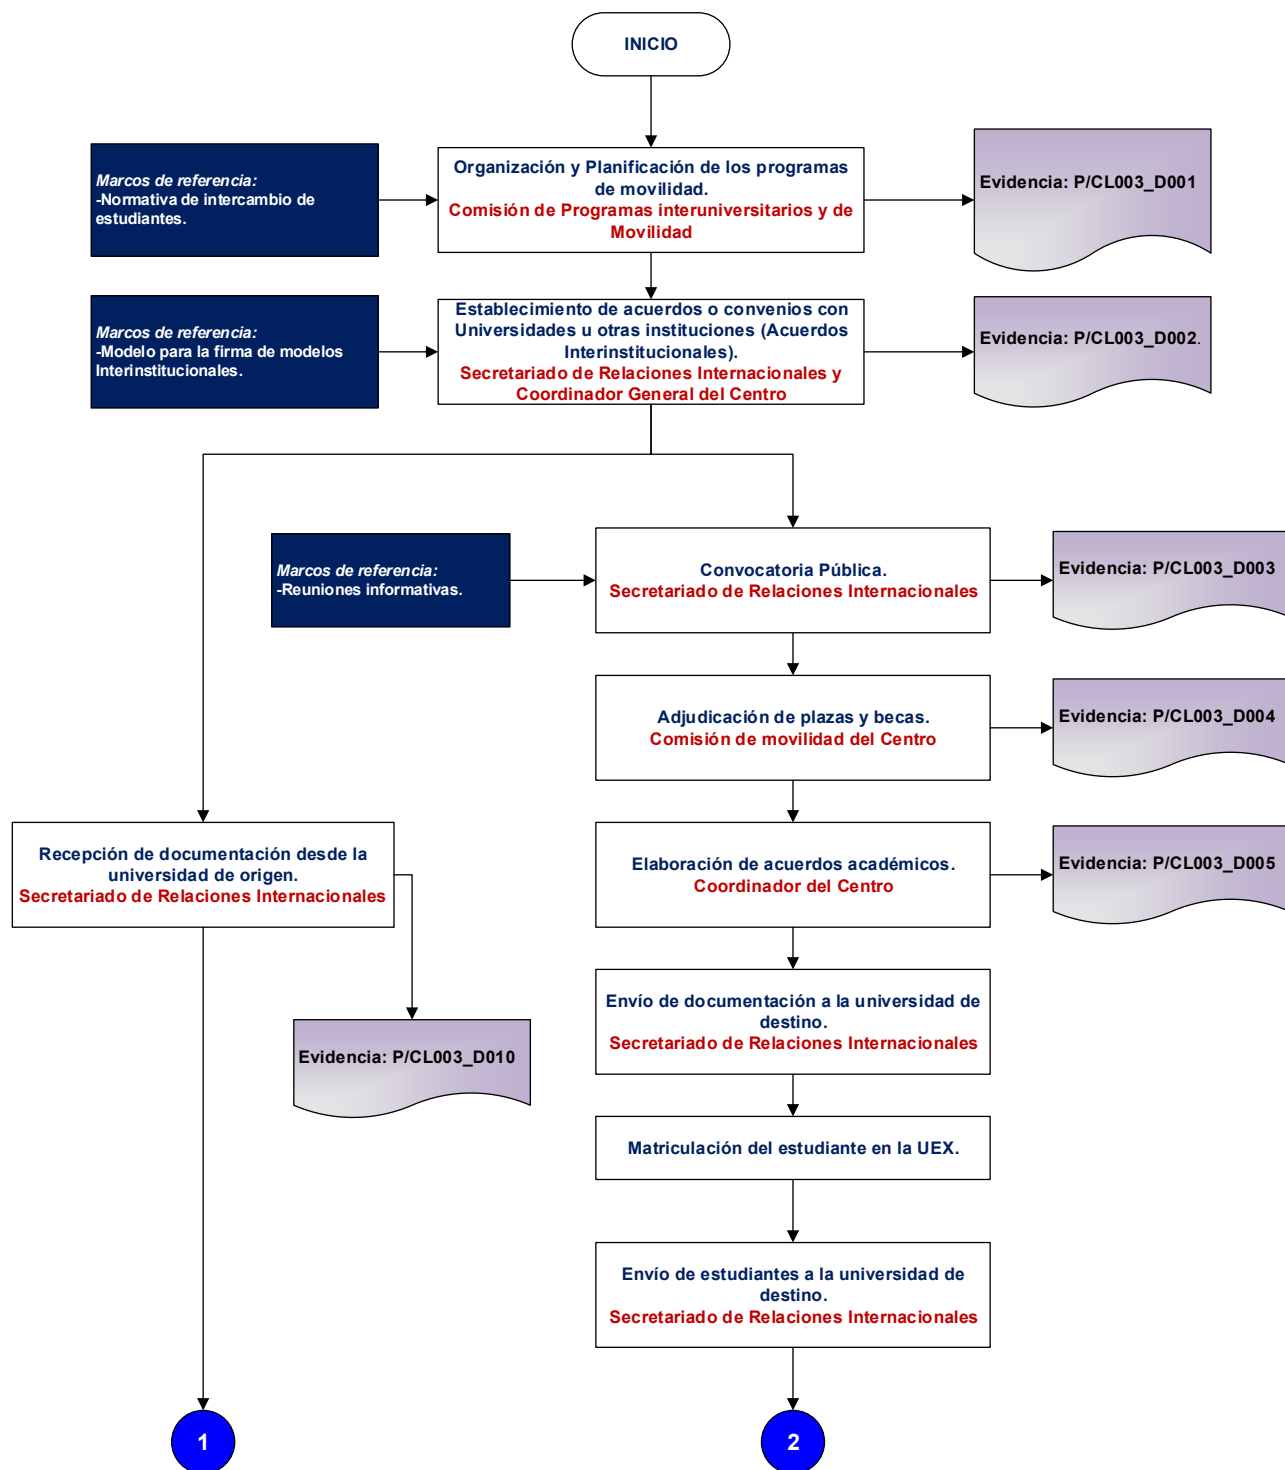 INICIO
Marcos de referencia:
-Normativa de intercambio de
estudiantes.
Organización y Planificación de los programas
de movilidad.
Comisión de Programas interuniversitarios y de
Movilidad
Evidencia: P/CL003_D001
Marcos de referencia:
-Modelo para la firma de modelos
Interinstitucionales.
Establecimiento de acuerdos o convenios con
Universidades u otras instituciones (Acuerdos
Interinstitucionales).
Secretariado de Relaciones Internacionales y
Coordinador General del Centro
Evidencia: P/CL003_D002.
Marcos de referencia:
-Reuniones informativas.
Convocatoria Pública.
Secretariado de Relaciones Internacionales
Evidencia: P/CL003_D003
Adjudicación de plazas y becas.
Comisión de movilidad del Centro
Evidencia: P/CL003_D004
Recepción de documentación desde la
universidad de origen.
Secretariado de Relaciones Internacionales
Elaboración de acuerdos académicos.
Coordinador del Centro
Evidencia: P/CL003_D005
Envío de documentación a la universidad de
destino.
Secretariado de Relaciones Internacionales
Evidencia: P/CL003_D010
Matriculación del estudiante en la UEX.
Envío de estudiantes a la universidad de
destino.
Secretariado de Relaciones Internacionales
1
2